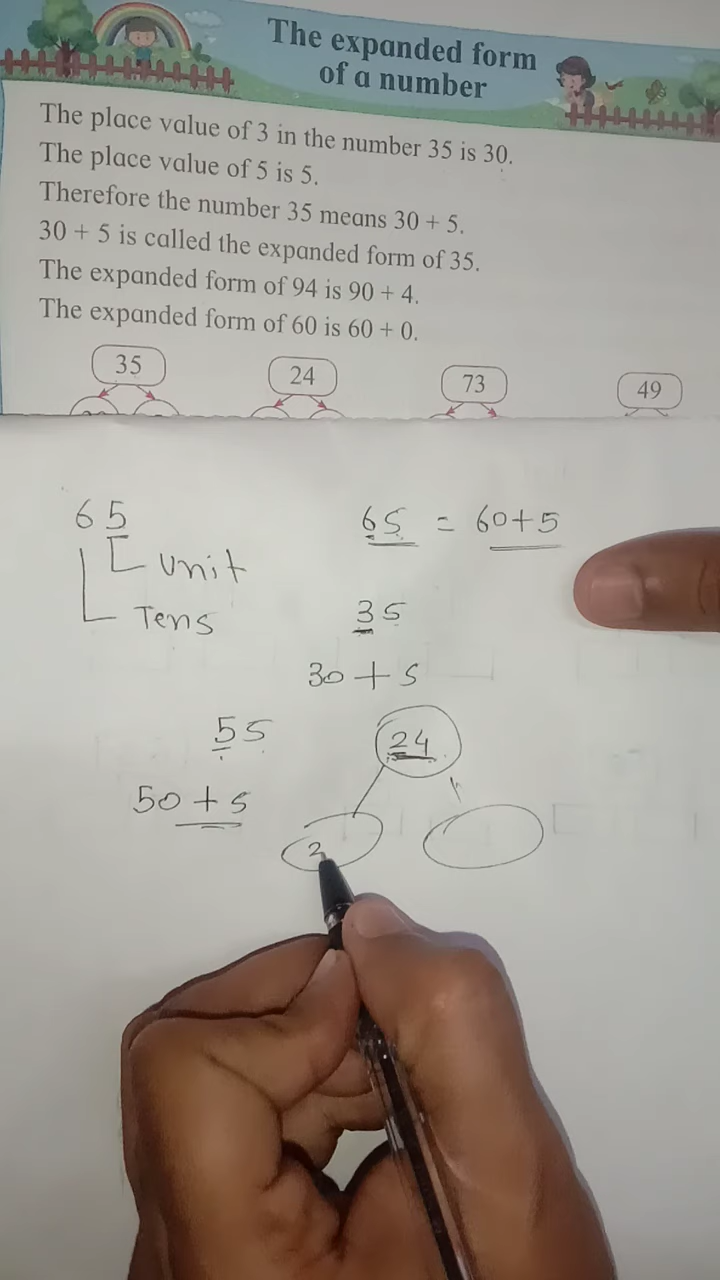 The expanded form
of a number
The place value of 3 in the number 35 is 30.
The place value of 5 is 5.
Therefore the number 35 means 30 + 5.
30 + 5 is called the expanded form of 35.
The expanded form of 94 is 90 + 4.
The expanded form of 60 is 60 + 0.
35 24 73 49
65 65 = 60+5
Unit
Tens 35
30 + 5
55 24
50 + 5
2